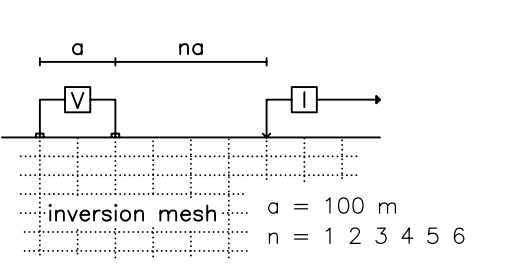 a na
V I
inversion mesh
a = 100 m
n = 1 2 3 4 5 6